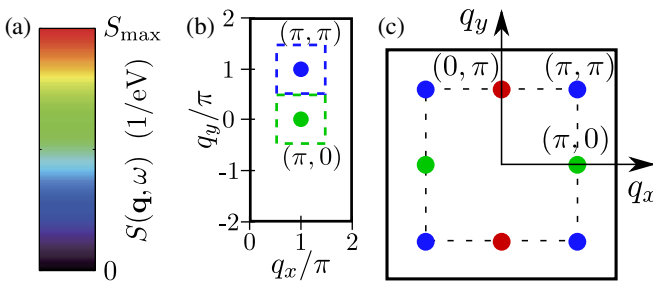 (a)
S_max
S(q, ω) (1/eV)
0
(b)
2
1
0
-1
-2
q_y/π
(π, π)
(π, 0)
0
1
2
q_x/π
(c)
q_y
(0, π)
(π, π)
(π, 0)
q_x